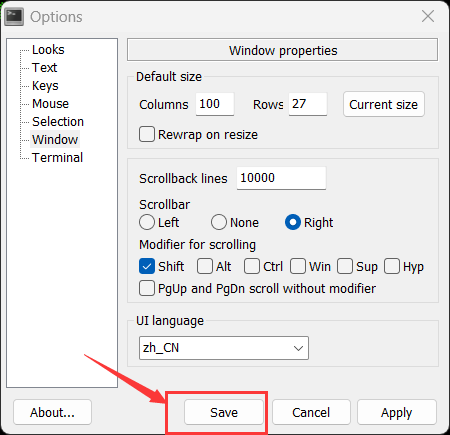 Options
Looks
Text
Keys
Mouse
Selection
Window
Terminal
Window properties
Default size
Columns 100 Rows 27 Current size
Rewrap on resize
Scrollback lines 10000
Scrollbar
Left None Right
Modifier for scrolling
Shift Alt Ctrl Win Sup Hyp
PgUp and PgDn scroll without modifier
UI language
zh_CN
About... Save Cancel Apply